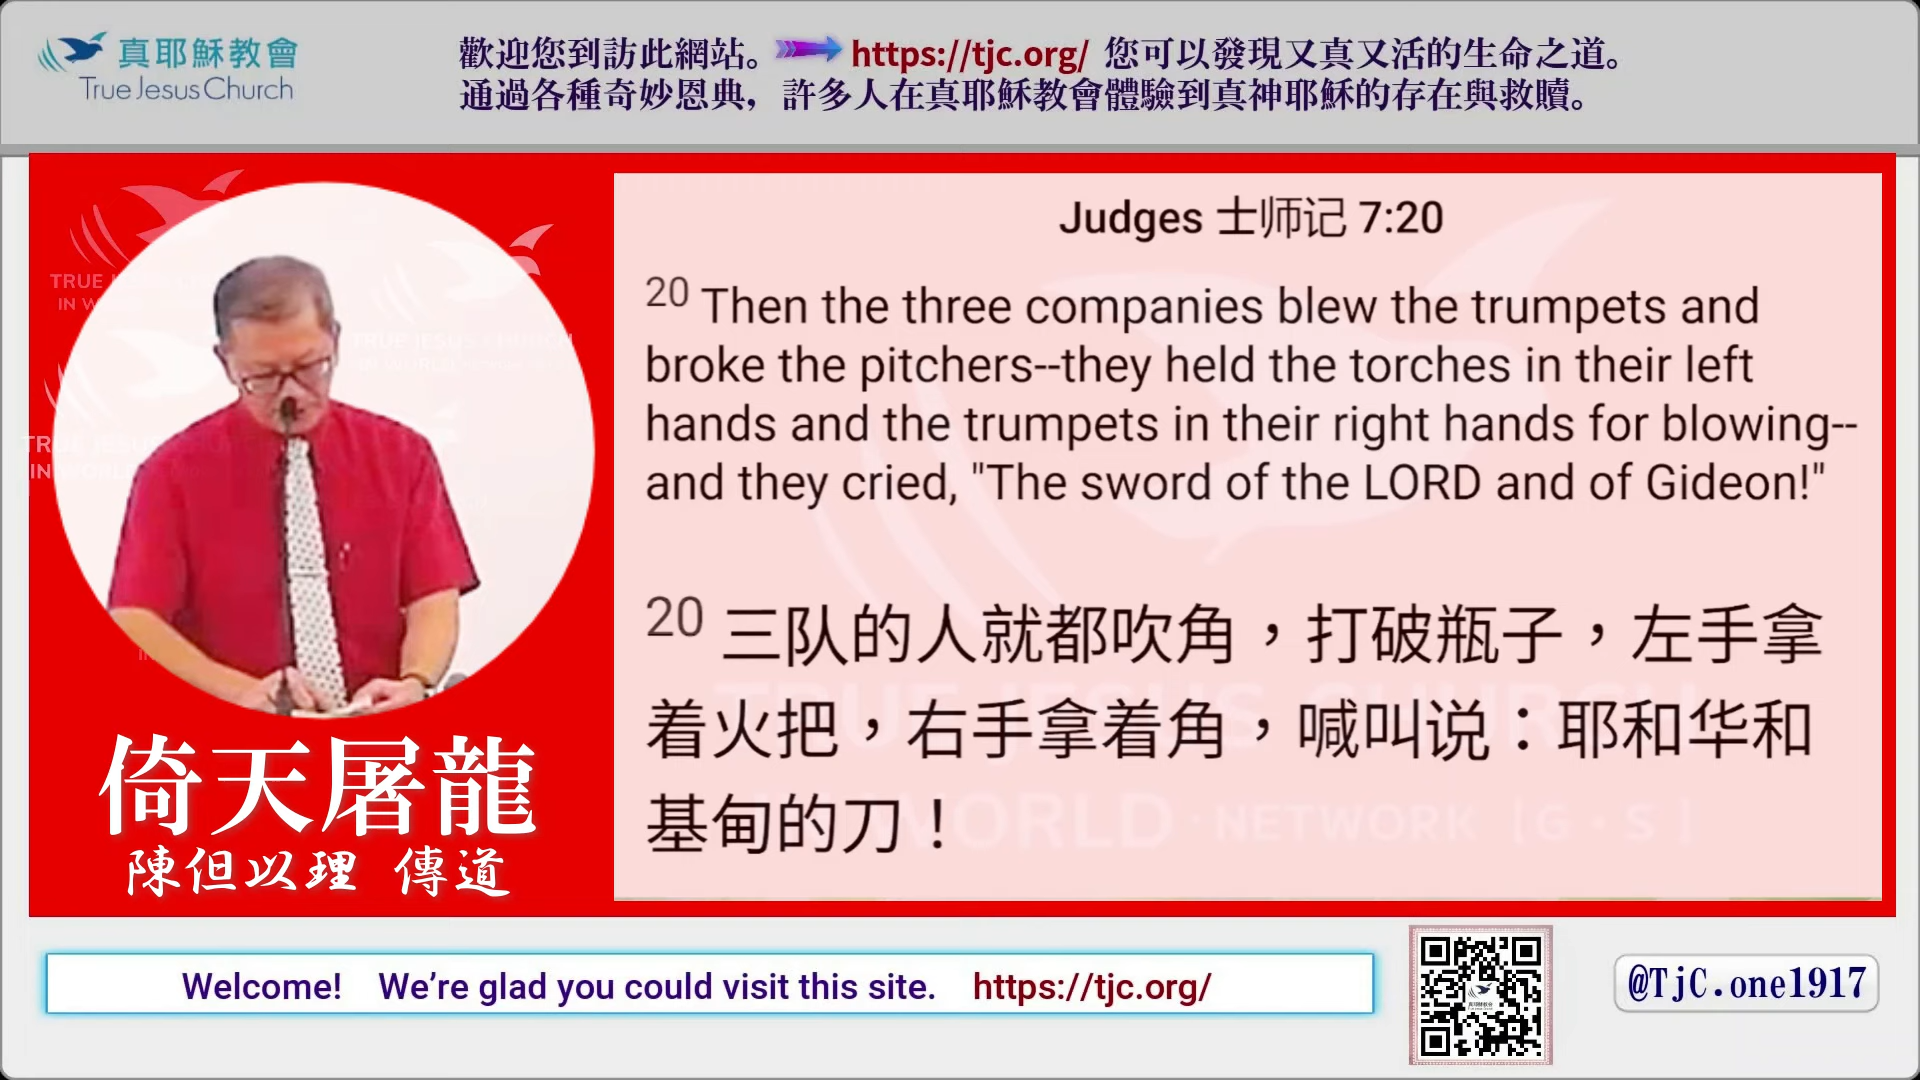 真耶穌教會
True Jesus Church
歡迎您到訪此網站。 https://tjc.org/ 您可以發現又真又活的生命之道。
通過各種奇妙恩典，許多人在真耶穌教會體驗到真神耶穌的存在與救贖。
Judges 士师记 7:20
20 Then the three companies blew the trumpets and
broke the pitchers--they held the torches in their left
hands and the trumpets in their right hands for blowing--
and they cried, "The sword of the LORD and of Gideon!"
20 三队的人就都吹角，打破瓶子，左手拿
着火把，右手拿着角，喊叫说：耶和华和
基甸的刀！
TRUE JESUS CHURCH
WORLD · NETWORK [G · S]
倚天屠龍
陳但以理 傳道
Welcome! We’re glad you could visit this site. https://tjc.org/
@TjC.one1917